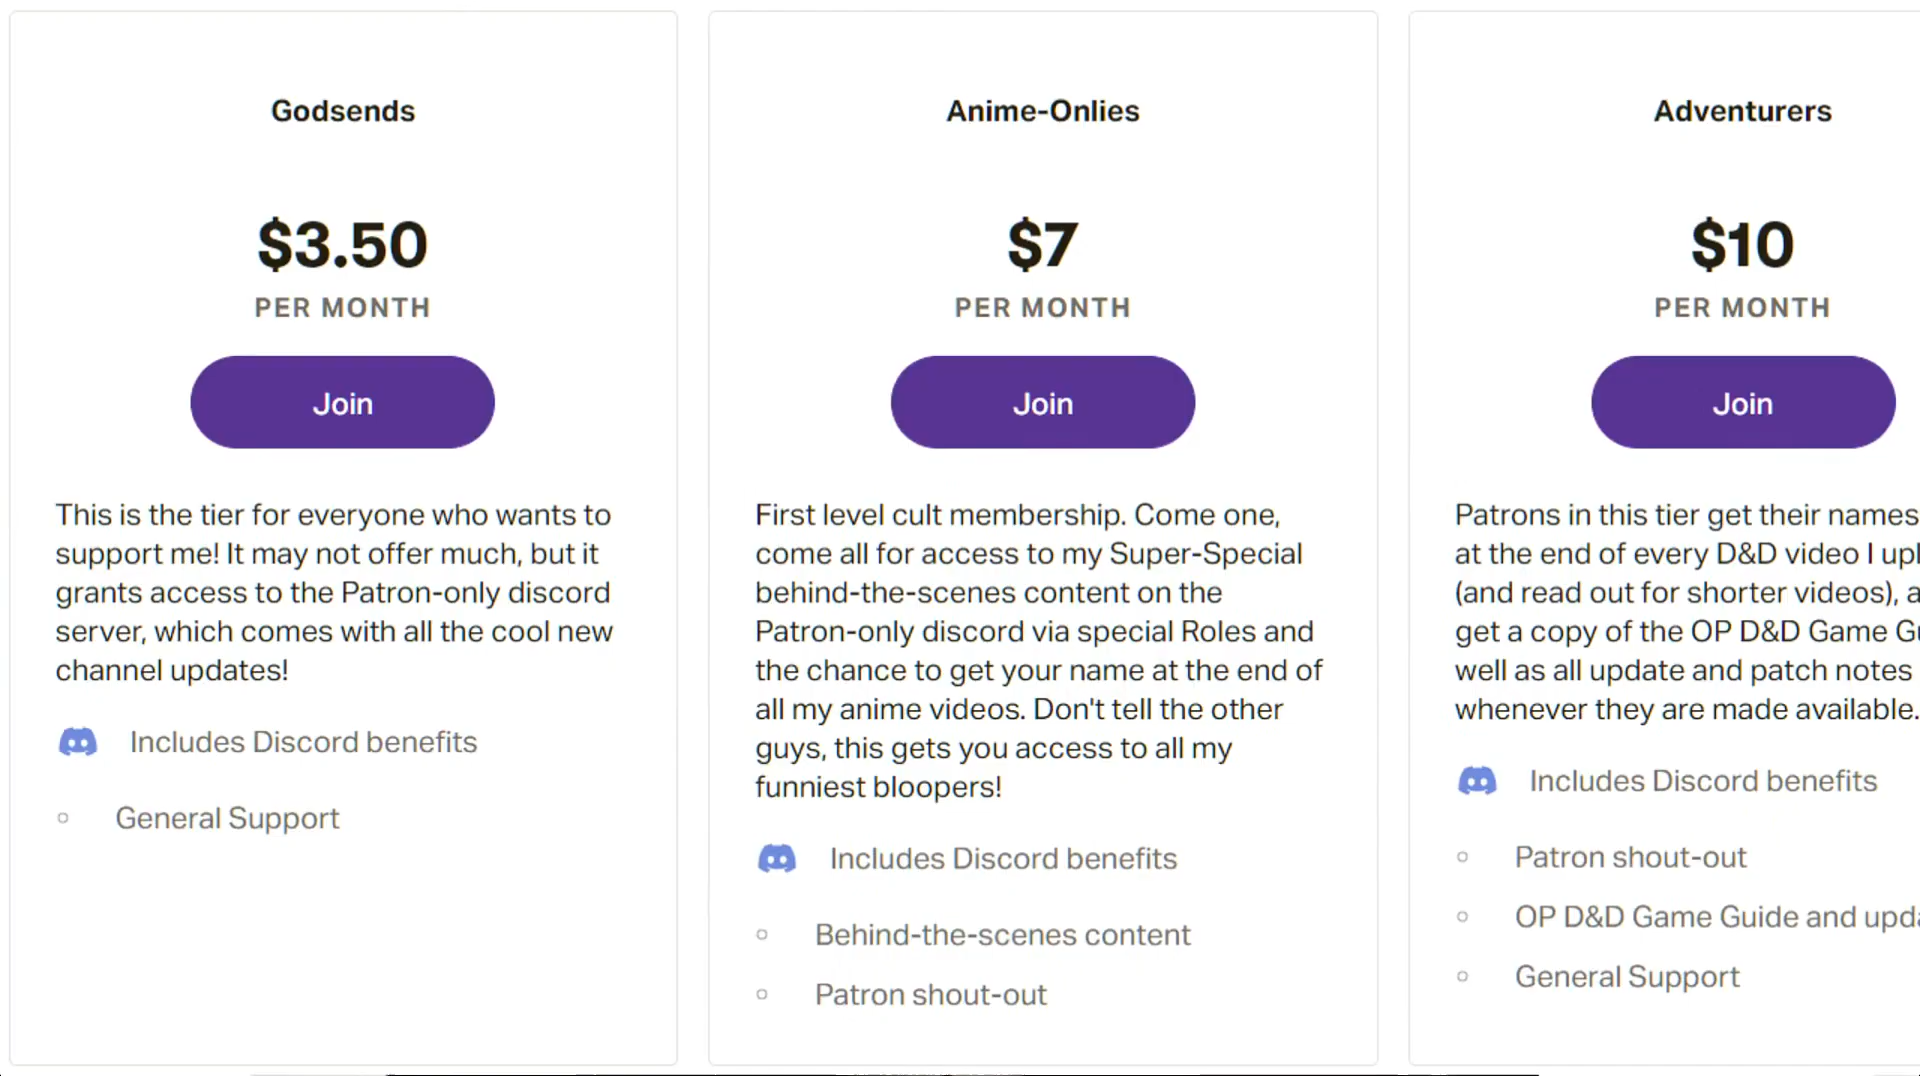 Godsends
$3.50
PER MONTH
Join
This is the tier for everyone who wants to
support me! It may not offer much, but it
grants access to the Patron-only discord
server, which comes with all the cool new
channel updates!
Includes Discord benefits
General Support
Anime-Onlies
$7
PER MONTH
Join
First level cult membership. Come one,
come all for access to my Super-Special
behind-the-scenes content on the
Patron-only discord via special Roles and
the chance to get your name at the end of
all my anime videos. Don't tell the other
guys, this gets you access to all my
funniest bloopers!
Includes Discord benefits
Behind-the-scenes content
Patron shout-out
Adventurers
$10
PER MONTH
Join
Patrons in this tier get their names
at the end of every D&D video I
(and read out for shorter videos),
get a copy of the OP D&D Game
well as all update and patch notes
whenever they are made available.
Includes Discord benefits
Patron shout-out
OP D&D Game Guide and
General Support